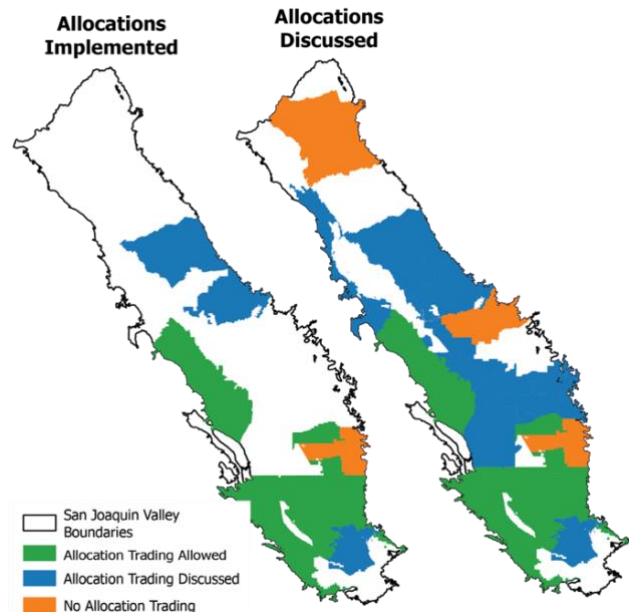 Allocations
Implemented
Allocations
Discussed
San Joaquin Valley
Boundaries
Allocation Trading Allowed
Allocation Trading Discussed
No Allocation Trading